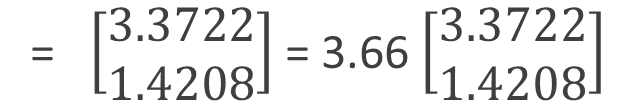 = [3.3722] = 3.66 [3.3722]
[1.4208] [1.4208]